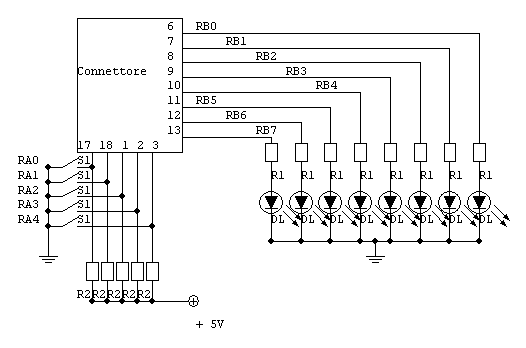 6 RB0
7 RB1
8 RB2
Connettore 9 RB3
10 RB4
11 RB5
12 RB6
13 RB7
17 18 1 2 3
RA0 S1
RA1 S1
RA2 S1
RA3 S1
RA4 S1
R1 R1 R1 R1 R1 R1 R1 R1
DL DL DL DL DL DL DL DL
R2 R2 R2 R2 R2
+ 5V